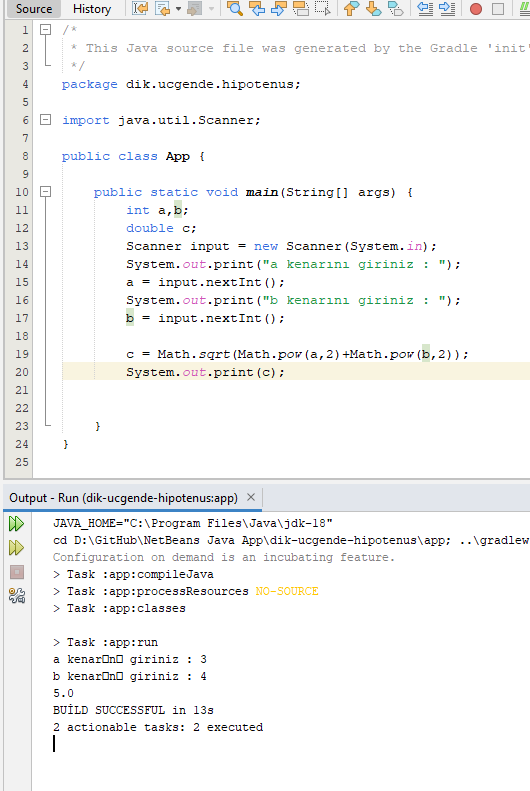 Source History
1 /*
2 * This Java source file was generated by the Gradle 'init'
3 */
4 package dik.ucgende.hipotenus;
5
6 import java.util.Scanner;
7
8 public class App {
9
10 public static void main(String[] args) {
11 int a,b;
12 double c;
13 Scanner input = new Scanner(System.in);
14 System.out.print("a kenarını giriniz : ");
15 a = input.nextInt();
16 System.out.print("b kenarını giriniz : ");
17 b = input.nextInt();
18
19 c = Math.sqrt(Math.pow(a,2)+Math.pow(b,2));
20 System.out.print(c);
21
22
23 }
24 }
25
Output - Run (dik-ucgende-hipotenus:app) ×
JAVA_HOME="C:\Program Files\Java\jdk-18"
cd D:\GitHub\NetBeans Java App\dik-ucgende-hipotenus\app; ..\gradlew
Configuration on demand is an incubating feature.
> Task :app:compileJava
> Task :app:processResources NO-SOURCE
> Task :app:classes
> Task :app:run
a kenar□n□ giriniz : 3
b kenar□n□ giriniz : 4
5.0
BUİLD SUCCESSFUL in 13s
2 actionable tasks: 2 executed